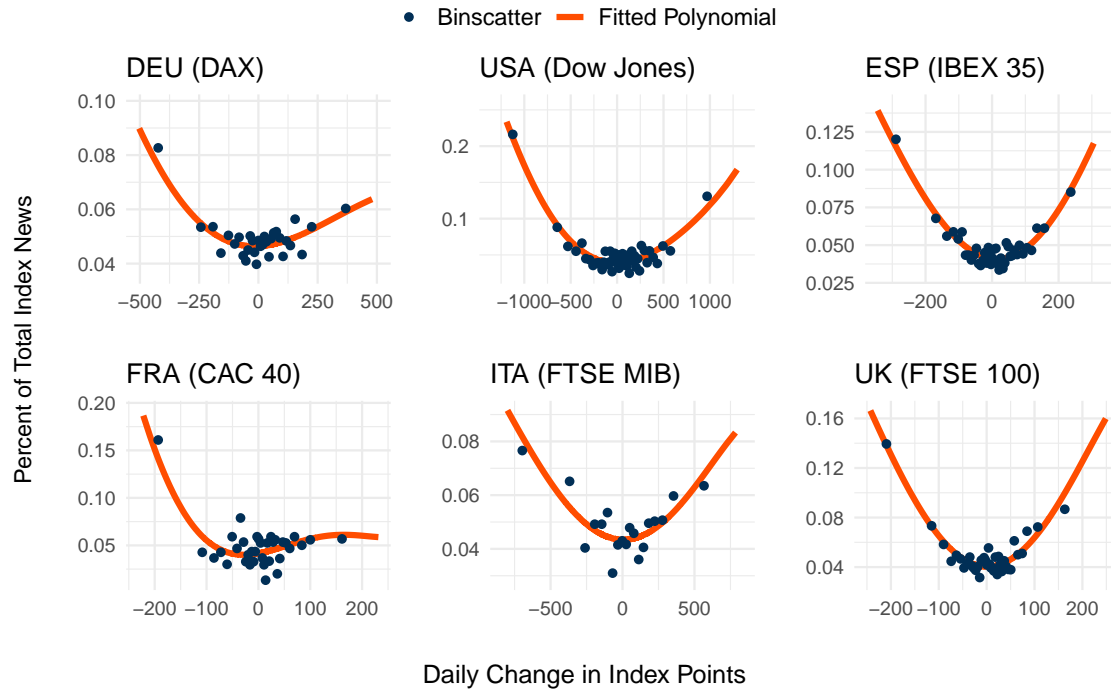 Binscatter Fitted Polynomial
DEU (DAX)
0.10
0.08
0.06
0.04
−500 −250 0 250 500
USA (Dow Jones)
0.2
0.1
−1000 −500 0 500 1000
ESP (IBEX 35)
0.125
0.100
0.075
0.050
0.025
−200 0 200
Percent of Total Index News
FRA (CAC 40)
0.20
0.15
0.10
0.05
−200 −100 0 100 200
ITA (FTSE MIB)
0.08
0.06
0.04
−500 0 500
UK (FTSE 100)
0.16
0.12
0.08
0.04
−200 −100 0 100 200
Daily Change in Index Points